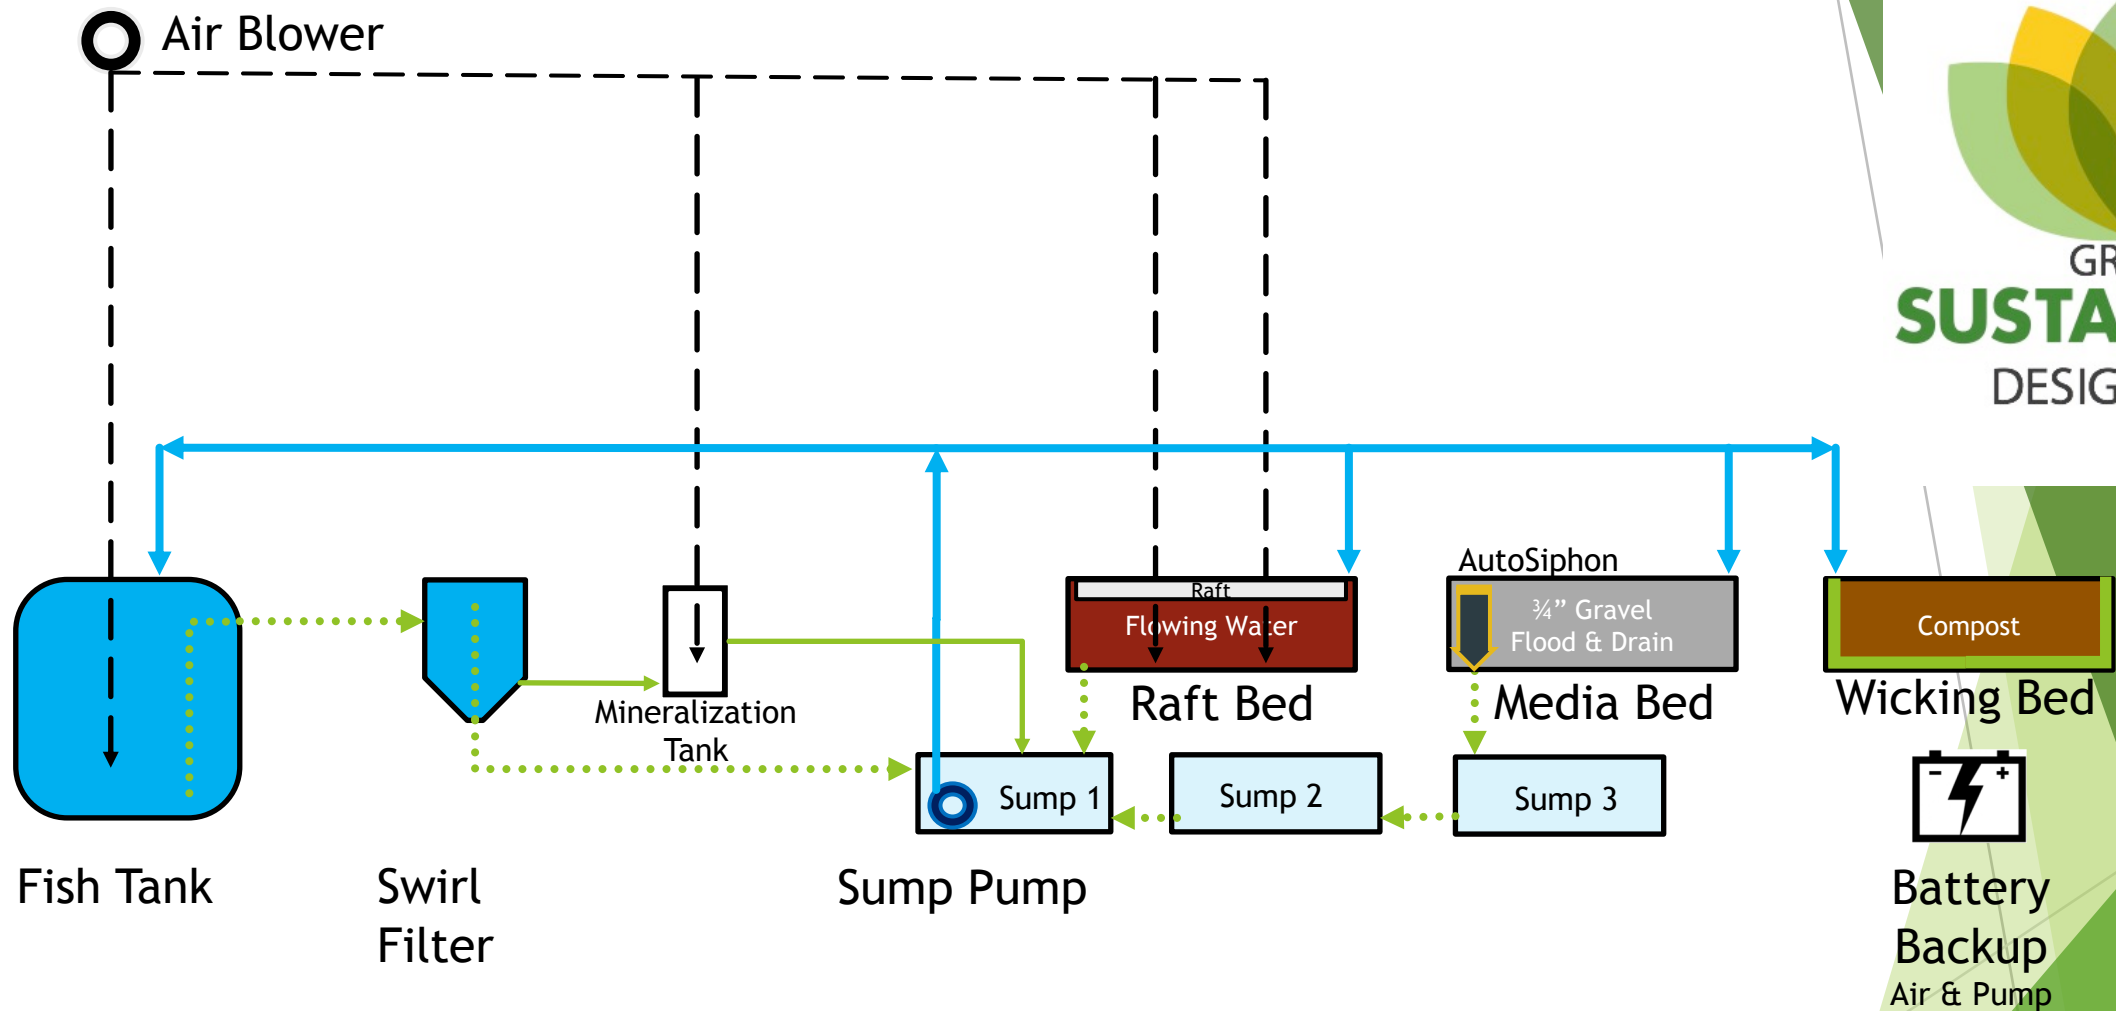 Air Blower
GR
SUSTA
DESIG
AutoSiphon
Raft
Flowing Water
¾” Gravel
Flood & Drain
Compost
Mineralization
Tank
Raft Bed
Media Bed
Wicking Bed
Sump 1
Sump 2
Sump 3
- +
Fish Tank
Swirl
Filter
Sump Pump
Battery
Backup
Air & Pump